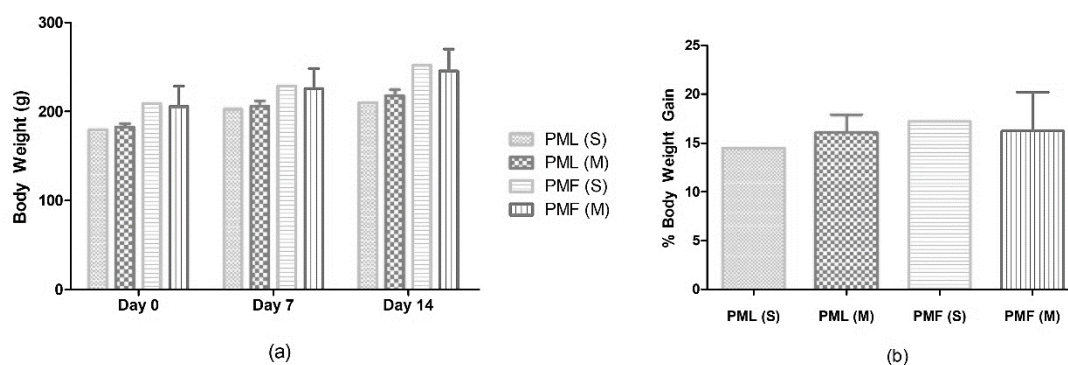 300
200
100
0
Body Weight (g)
Day 0
Day 7
Day 14
PML (S)
PML (M)
PMF (S)
PMF (M)
(a)
25
20
15
10
5
0
% Body Weight Gain
PML (S)
PML (M)
PMF (S)
PMF (M)
(b)